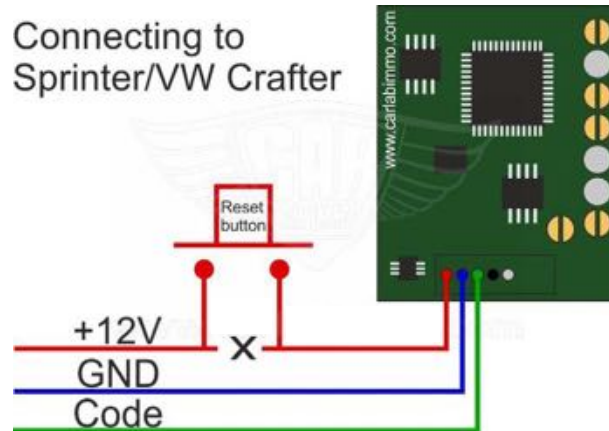 Connecting to
Sprinter/VW Crafter
www.carlabimmo.com
Reset
button
+12V
X
GND
Code